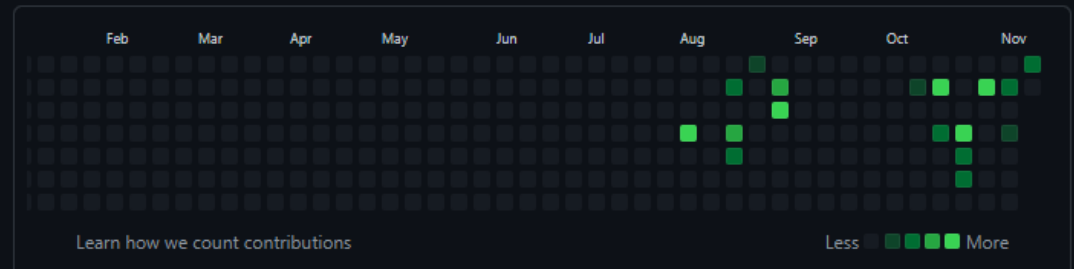 Feb Mar Apr May Jun Jul Aug Sep Oct Nov
Learn how we count contributions
Less More